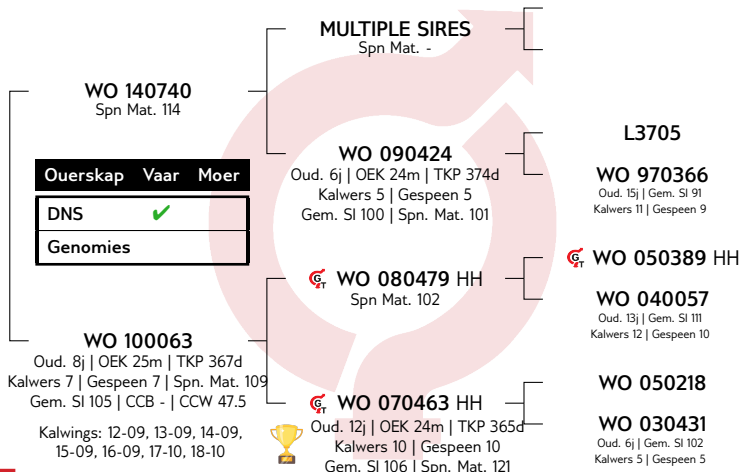 MULTIPLE SIRES
Spn Mat. -
WO 140740
Spn Mat. 114
L3705
WO 090424
Oud. 6j | OEK 24m | TKP 374d
Kalwers 5 | Gespeen 5
Gem. SI 100 | Spn. Mat. 101
WO 970366
Oud. 15j | Gem. SI 91
Kalwers 11 | Gespeen 9
Ouerskap Vaar Moer
DNS ✔
Genomies
GT WO 080479 HH
Spn Mat. 102
GT WO 050389 HH
WO 040057
Oud. 13j | Gem. SI 111
Kalwers 12 | Gespeen 10
WO 100063
Oud. 8j | OEK 25m | TKP 367d
Kalwers 7 | Gespeen 7 | Spn. Mat. 109
Gem. SI 105 | CCB - | CCW 47.5
Kalwings: 12-09, 13-09, 14-09,
15-09, 16-09, 17-10, 18-10
GT WO 070463 HH
Oud. 12j | OEK 24m | TKP 365d
Kalwers 10 | Gespeen 10
Gem. SI 106 | Spn. Mat. 121
WO 050218
WO 030431
Oud. 6j | Gem. SI 102
Kalwers 5 | Gespeen 5